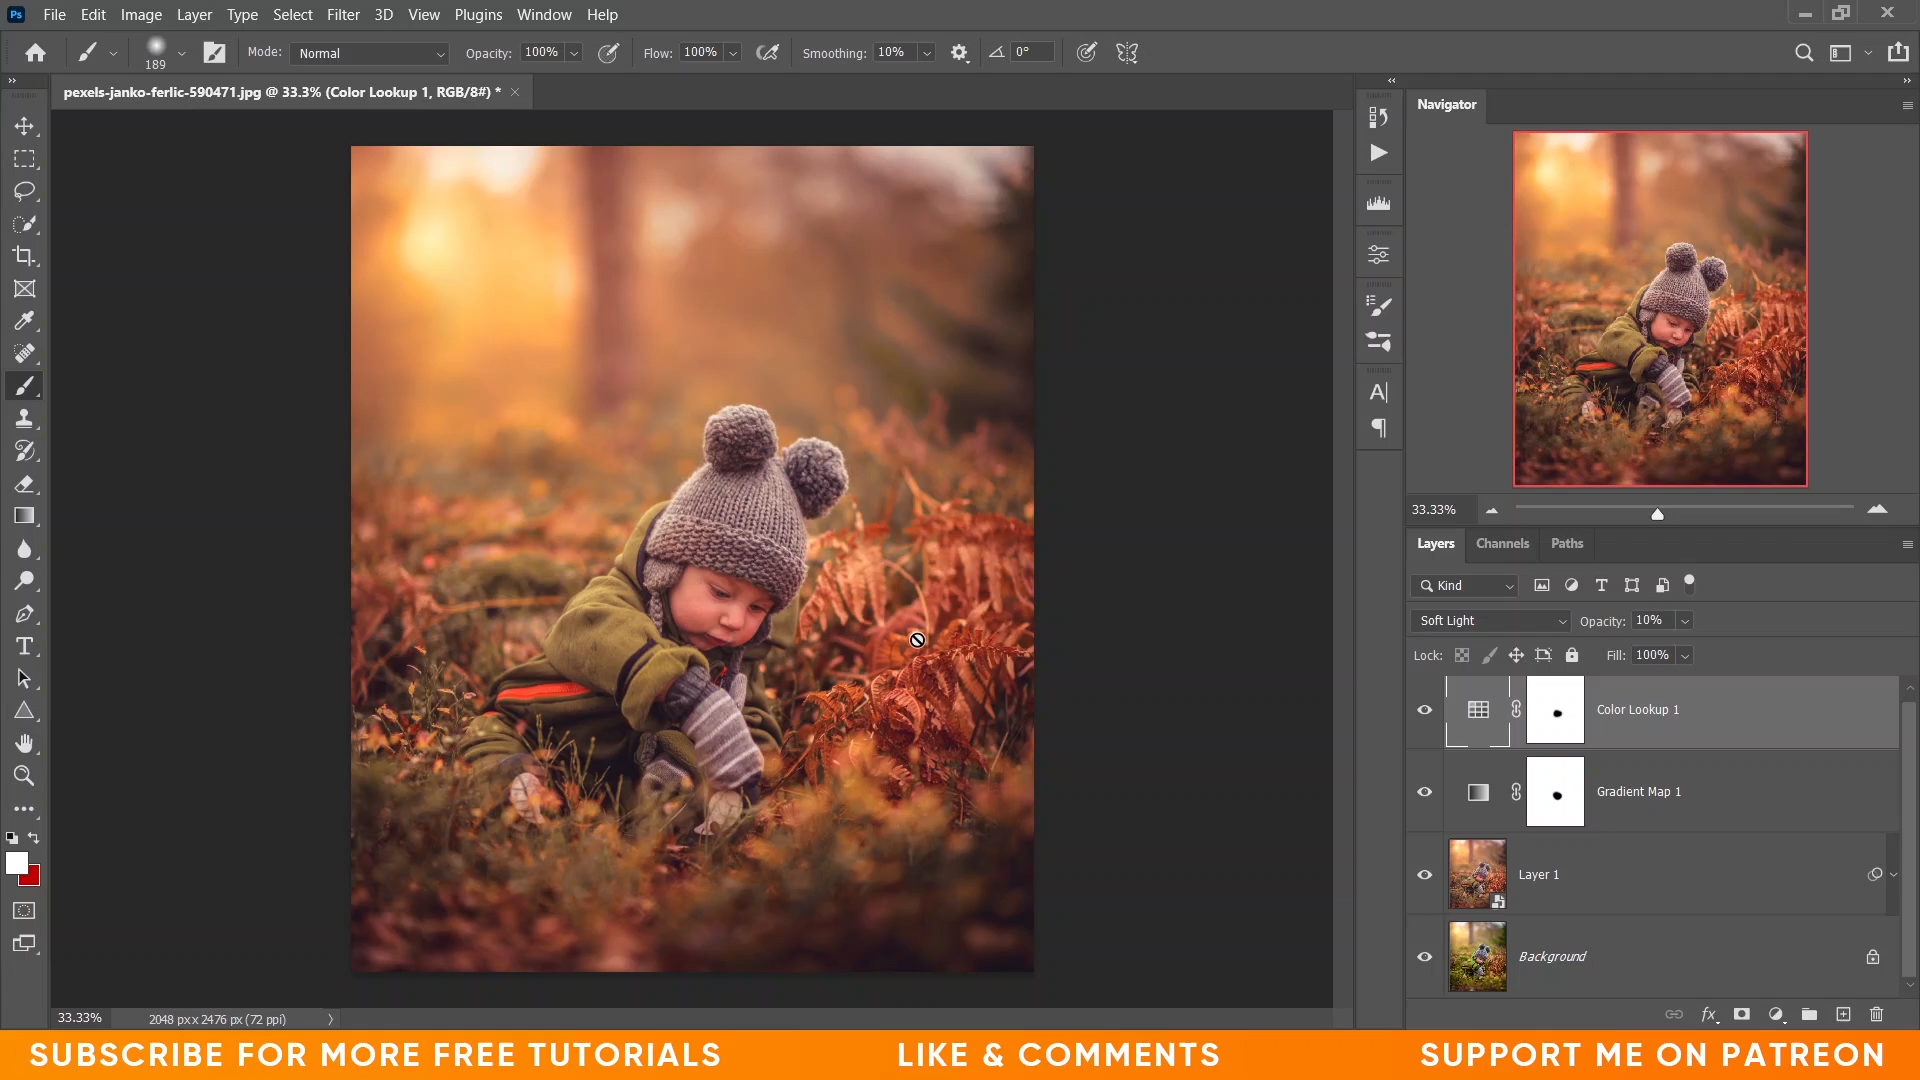 Ps File Edit Image Layer Type Select Filter 3D View Plugins Window Help
189 Mode: Normal Opacity: 100% Flow: 100% Smoothing: 10% 0°
pexels-janko-ferlic-590471.jpg @ 33.3% (Color Lookup 1, RGB/8#) *
Navigator
33.33%
Layers Channels Paths
Kind
Soft Light Opacity: 10%
Lock: Fill: 100%
Color Lookup 1
Gradient Map 1
Layer 1
Background
fx
33.33% 2048 px x 2476 px (72 ppi)
SUBSCRIBE FOR MORE FREE TUTORIALS LIKE & COMMENTS SUPPORT ME ON PATREON